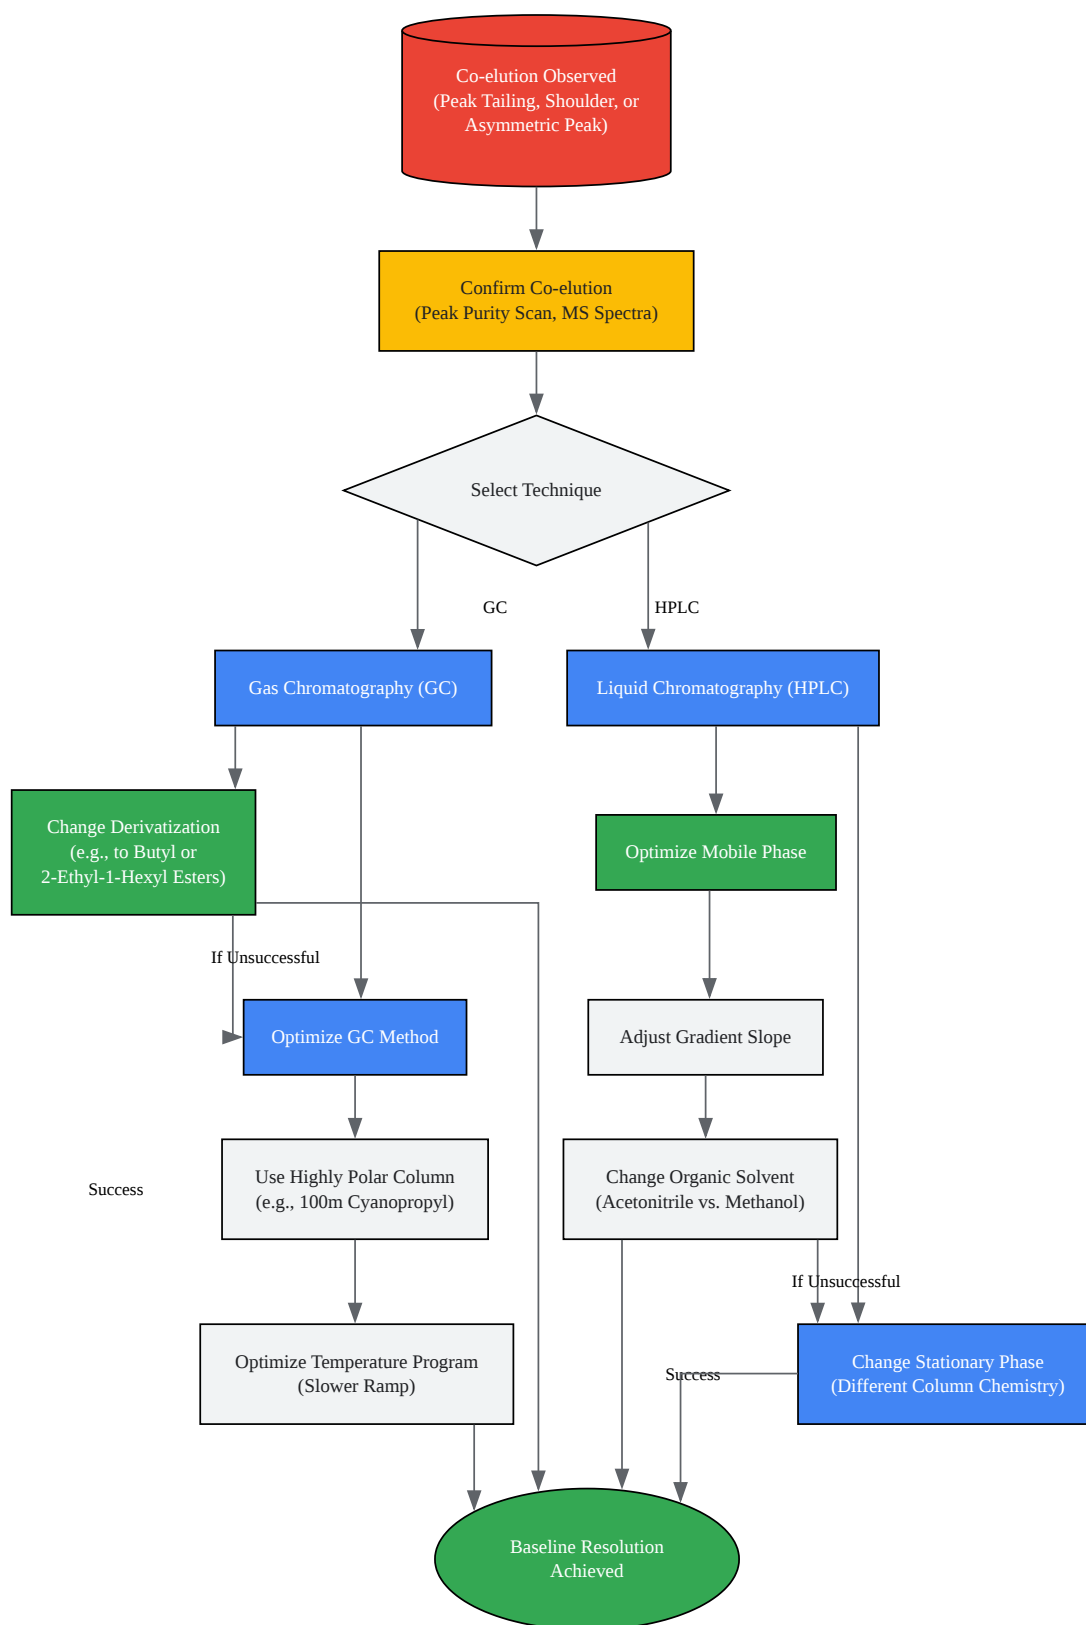 Co-elution Observed
(Peak Tailing, Shoulder, or
Asymmetric Peak)
Confirm Co-elution
(Peak Purity Scan, MS Spectra)
Select Technique
GC
HPLC
Gas Chromatography (GC)
Liquid Chromatography (HPLC)
Change Derivatization
(e.g., to Butyl or
2-Ethyl-1-Hexyl Esters)
Optimize Mobile Phase
If Unsuccessful
Optimize GC Method
Adjust Gradient Slope
Use Highly Polar Column
(e.g., 100m Cyanopropyl)
Change Organic Solvent
(Acetonitrile vs. Methanol)
Success
If Unsuccessful
Optimize Temperature Program
(Slower Ramp)
Success
Change Stationary Phase
(Different Column Chemistry)
Baseline Resolution
Achieved